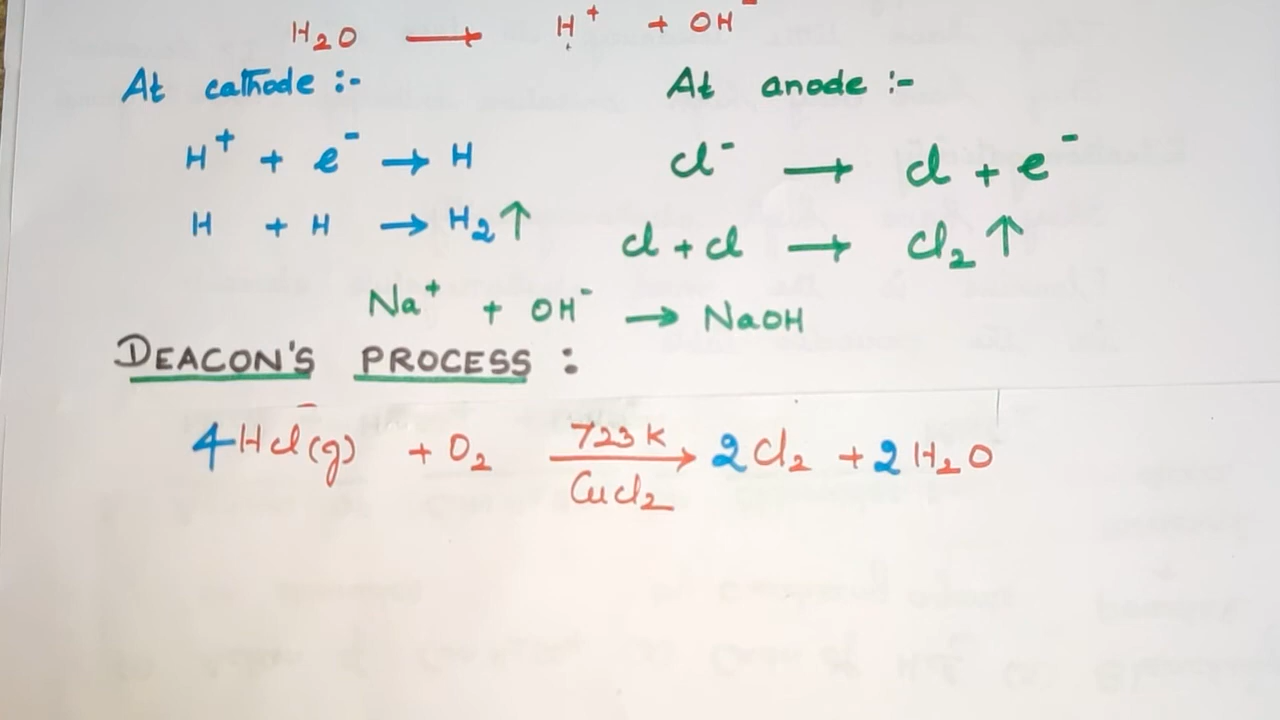 H₂O ⟶ H⁺ + OH⁻
At cathode :- At anode :-
H⁺ + e⁻ → H Cl⁻ → Cl + e⁻
H + H → H₂↑ Cl + Cl → Cl₂↑
Na⁺ + OH⁻ → NaOH
DEACON'S PROCESS :
723 K
4HCl(g) + O₂ ⟶ 2Cl₂ + 2H₂O
CuCl₂